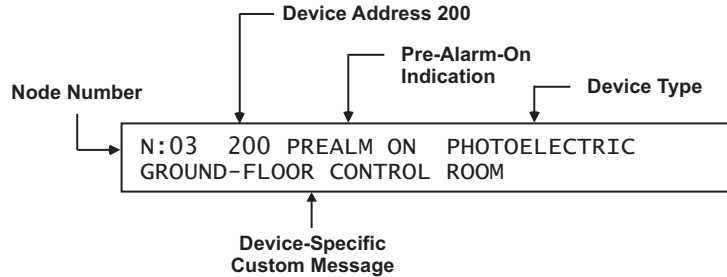 Device Address 200
Pre-Alarm-On
Indication
Device Type
Node Number
N:03 200 PREALM ON PHOTOELECTRIC
GROUND-FLOOR CONTROL ROOM
Device-Specific
Custom Message